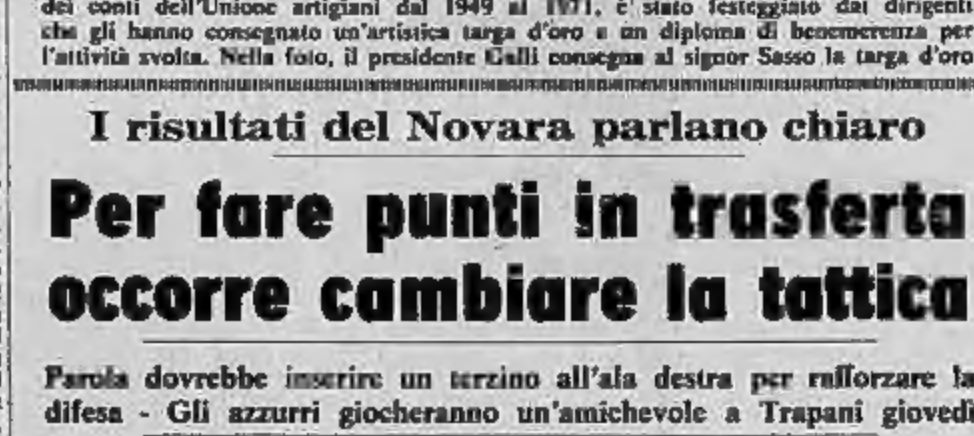 dei conti dell'Unione artigiani dal 1949 al 1971, e' stato festeggiato dai dirigenti
che gli hanno consegnato un'artistica targa d'oro e un diploma di benemerenza per
l'attività svolta. Nella foto, il presidente Galli consegna al signor Sasso la targa d'oro
I risultati del Novara parlano chiaro
Per fare punti in trasferta
occorre cambiare la tattica
Parola dovrebbe inserire un terzino all'ala destra per rafforzare la
difesa - Gli azzurri giocheranno un'amichevole a Trapani giovedì